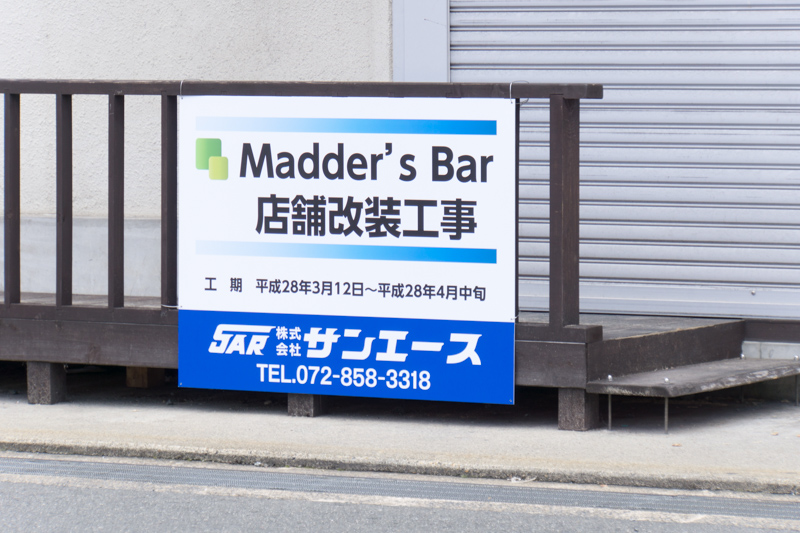 Madder's Bar
店舗改装工事
工 期 平成28年3月12日～平成28年4月中旬
SAR 株式会社 サンエース
TEL.072-858-3318